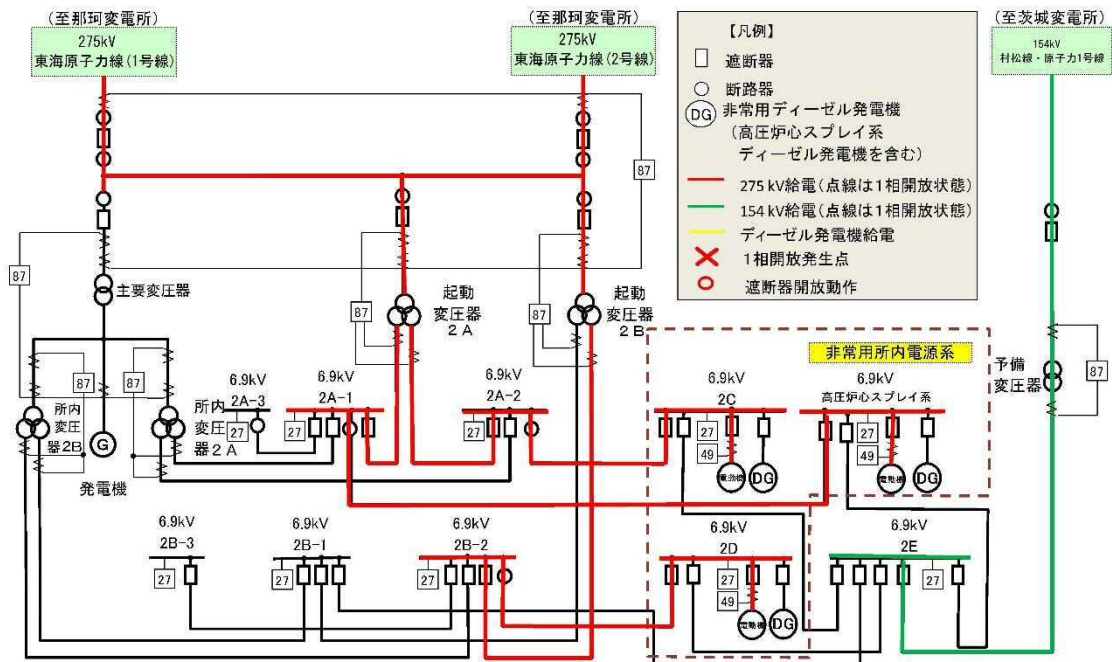 (至那珂変電所)
275kV
東海原子力線(1号線)
(至那珂変電所)
275kV
東海原子力線(2号線)
(至茨城変電所)
154kV
村松線・原子力1号線
【凡例】
遮断器
断路器
DG
非常用ディーゼル発電機
(高圧炉心スプレイ系
ディーゼル発電機を含む)
275 kV給電(点線は1相開放状態)
154 kV給電(点線は1相開放状態)
ディーゼル発電機給電
1相開放発生点
遮断器開放動作
87
87
主要変圧器
87
起動
変圧器
2A
87
起動
変圧器
2B
87
87
所内
変圧
器2B
G
発電機
所内
変圧
器2A
予備
変圧器
87
非常用所内電源系
6.9kV
2A-3
27
6.9kV
2A-1
27
6.9kV
2A-2
27
6.9kV
2C
27
49
電動機
DG
6.9kV
高圧炉心スプレイ系
27
49
電動機
DG
6.9kV
2B-3
27
6.9kV
2B-1
27
6.9kV
2B-2
27
6.9kV
2D
27
49
電動機
DG
6.9kV
2E
27